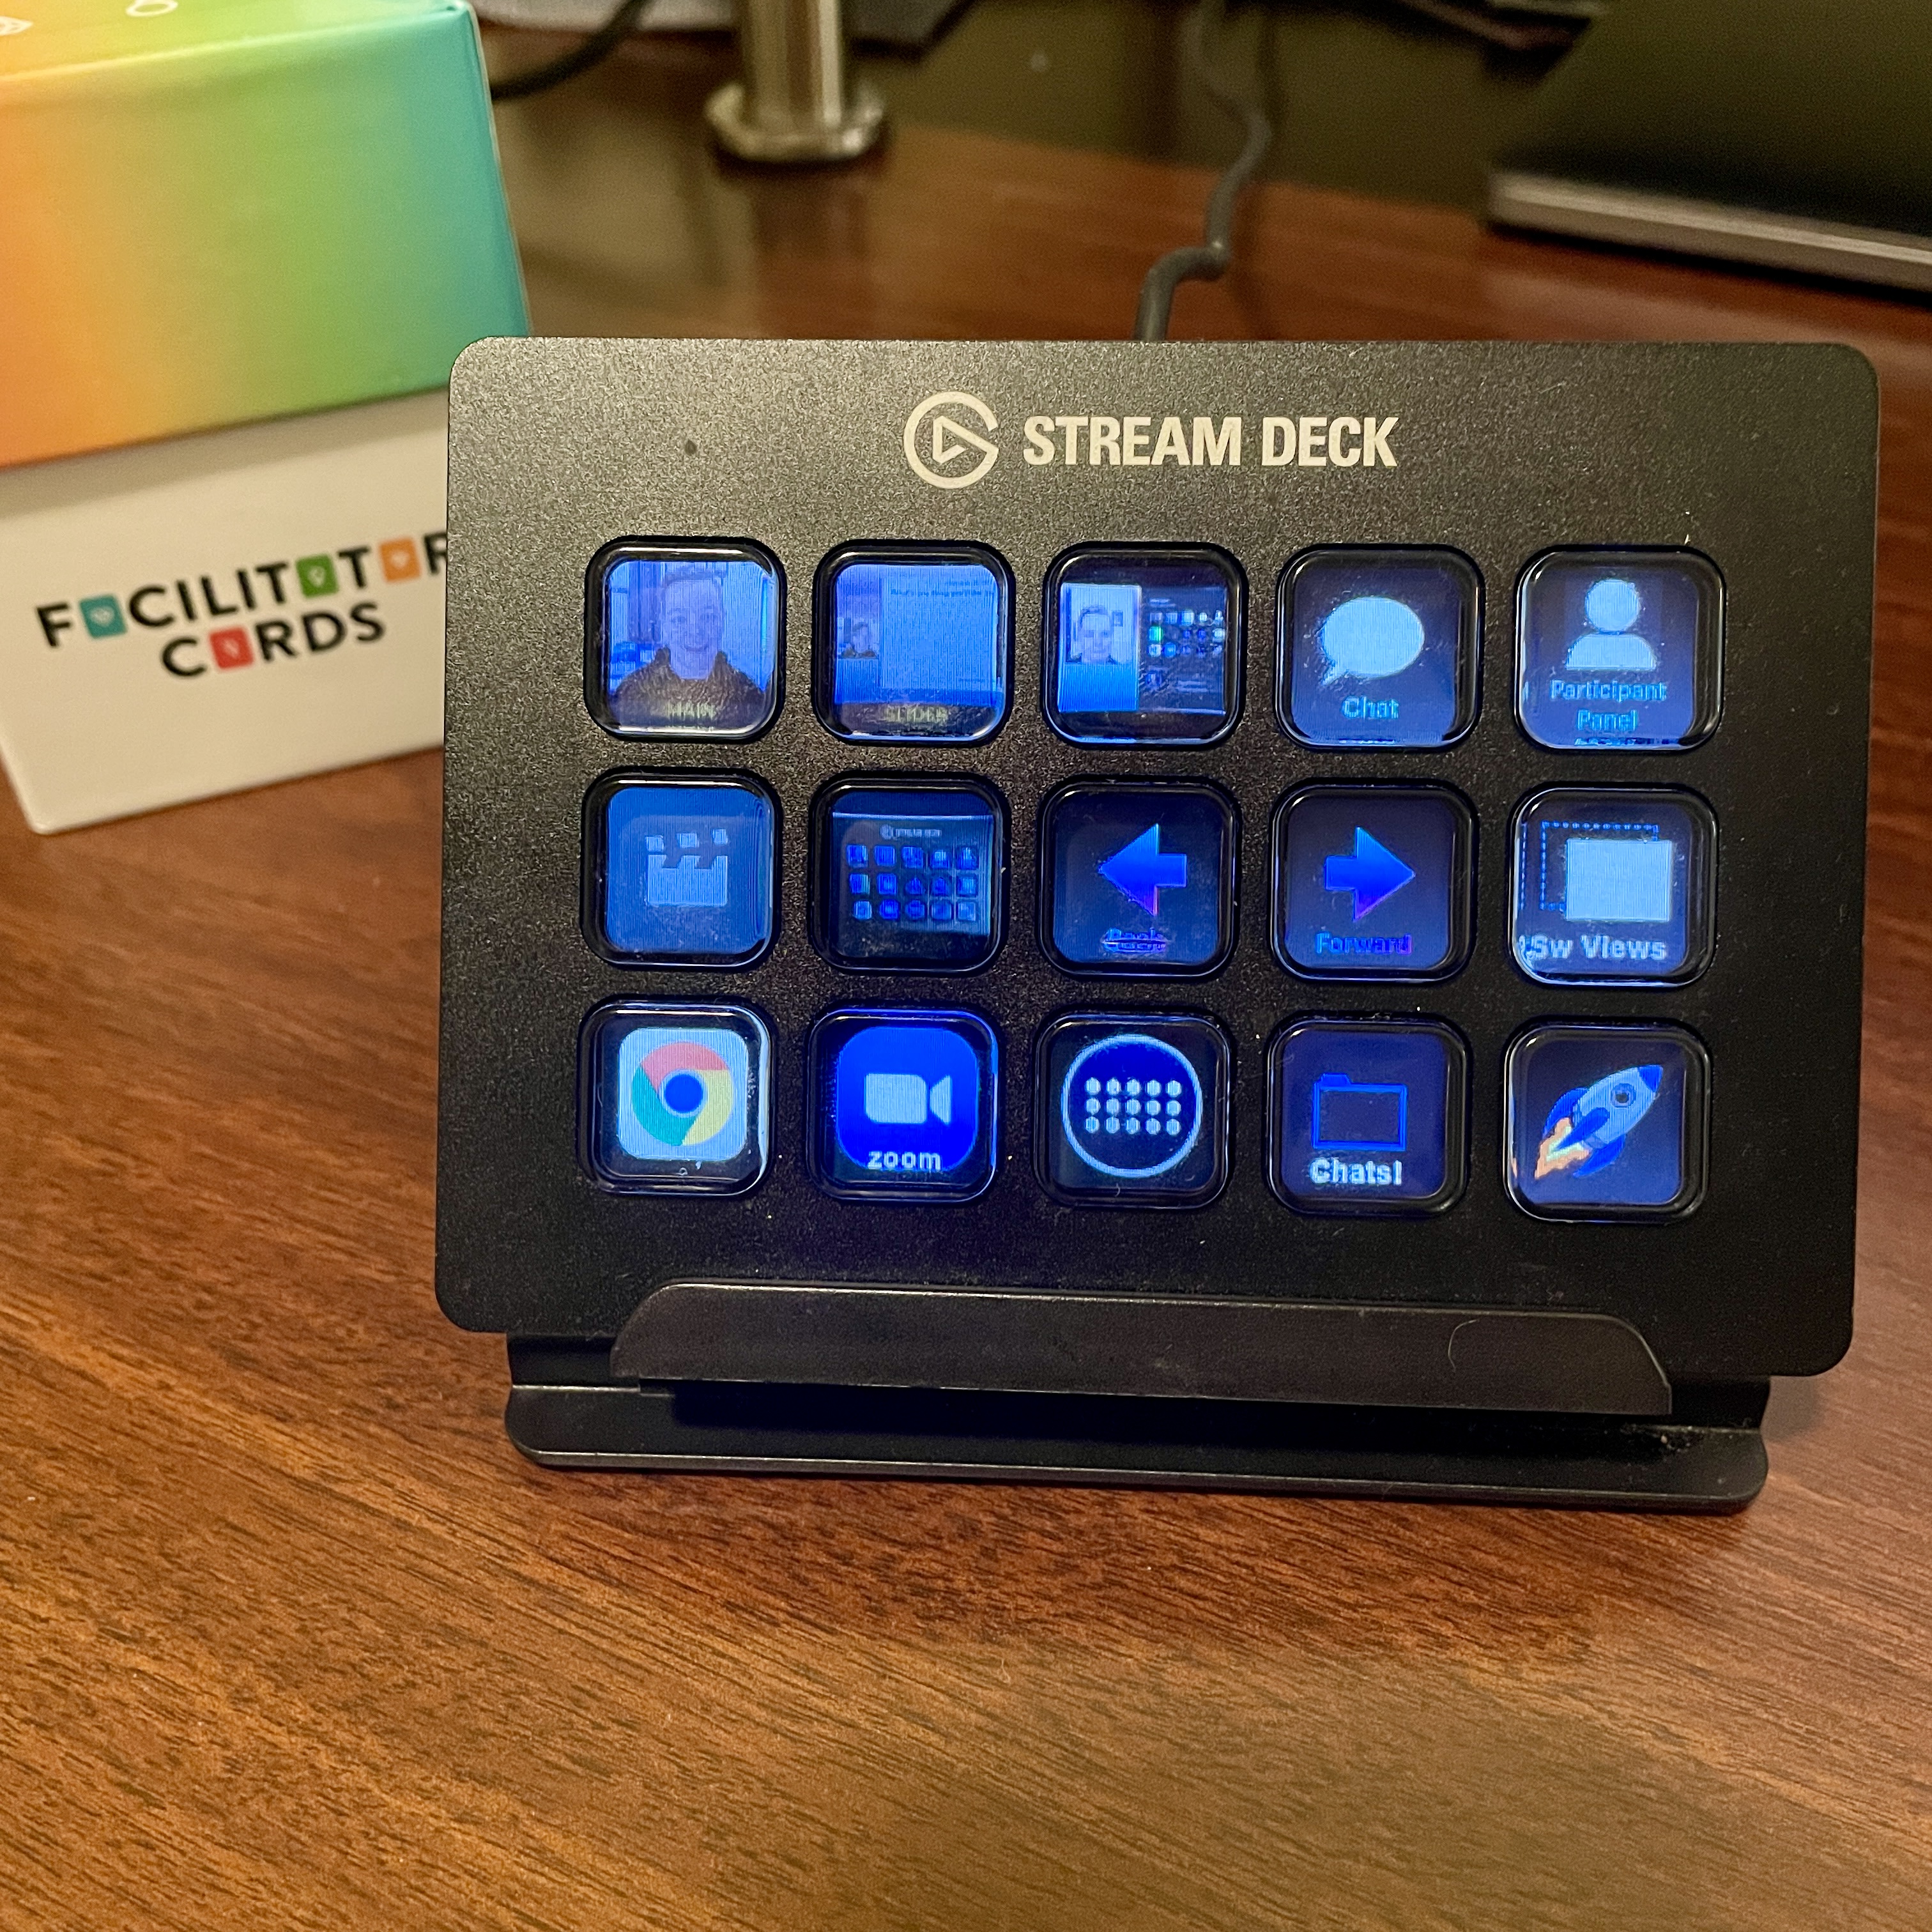 FACILITATOR
CARDS
STREAM DECK
MAIN
SLIDER
Chat
Participant
Panel
Forward
Sw Views
zoom
Chats!